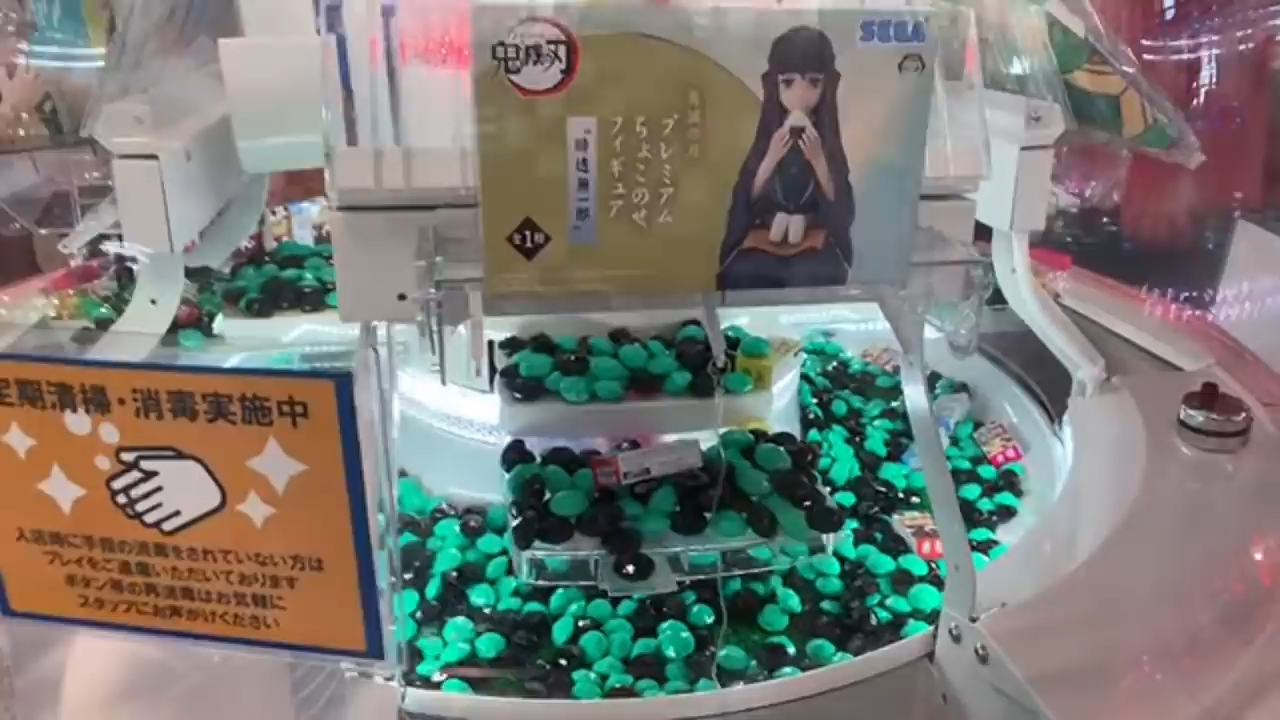 鬼滅の刃
SEGA
プレミアム
ちょこのせ
フィギュア
"時透無一郎"
全1種
定期清掃・消毒実施中
入店時に手指の消毒をされていない方は
プレイをご遠慮いただいております
ボタン等の再消毒はお気軽に
スタッフにお声がけください